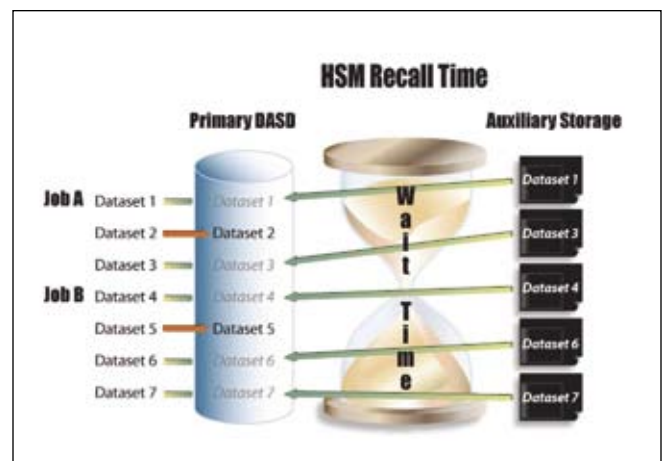 HSM Recall Time
Primary DASD
Auxiliary Storage
Job A
Dataset 1
Dataset 2
Dataset 3
Job B
Dataset 4
Dataset 5
Dataset 6
Dataset 7
Dataset 1
Dataset 2
Dataset 3
Dataset 4
Dataset 5
Dataset 6
Dataset 7
Wait
Time
Dataset 1
Dataset 3
Dataset 4
Dataset 6
Dataset 7